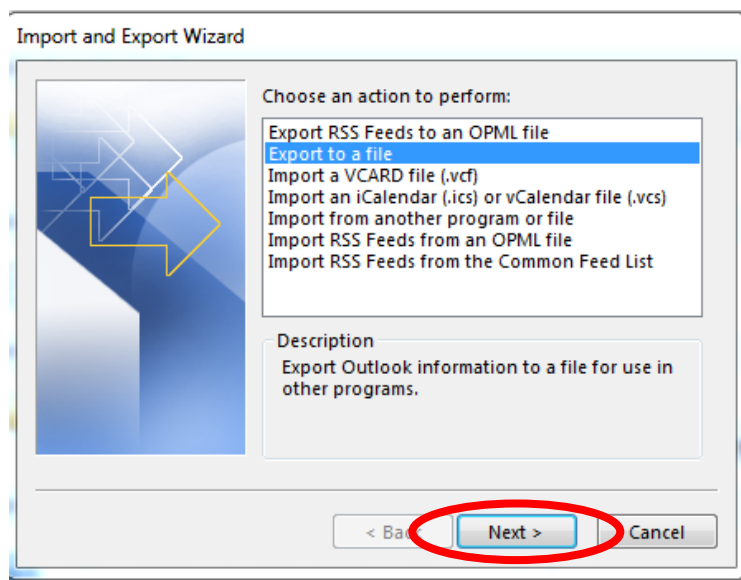 Import and Export Wizard
Choose an action to perform:
Export RSS Feeds to an OPML file
Export to a file
Import a VCARD file (.vcf)
Import an iCalendar (.ics) or vCalendar file (.vcs)
Import from another program or file
Import RSS Feeds from an OPML file
Import RSS Feeds from the Common Feed List
Description
Export Outlook information to a file for use in
other programs.
< Back Next > Cancel